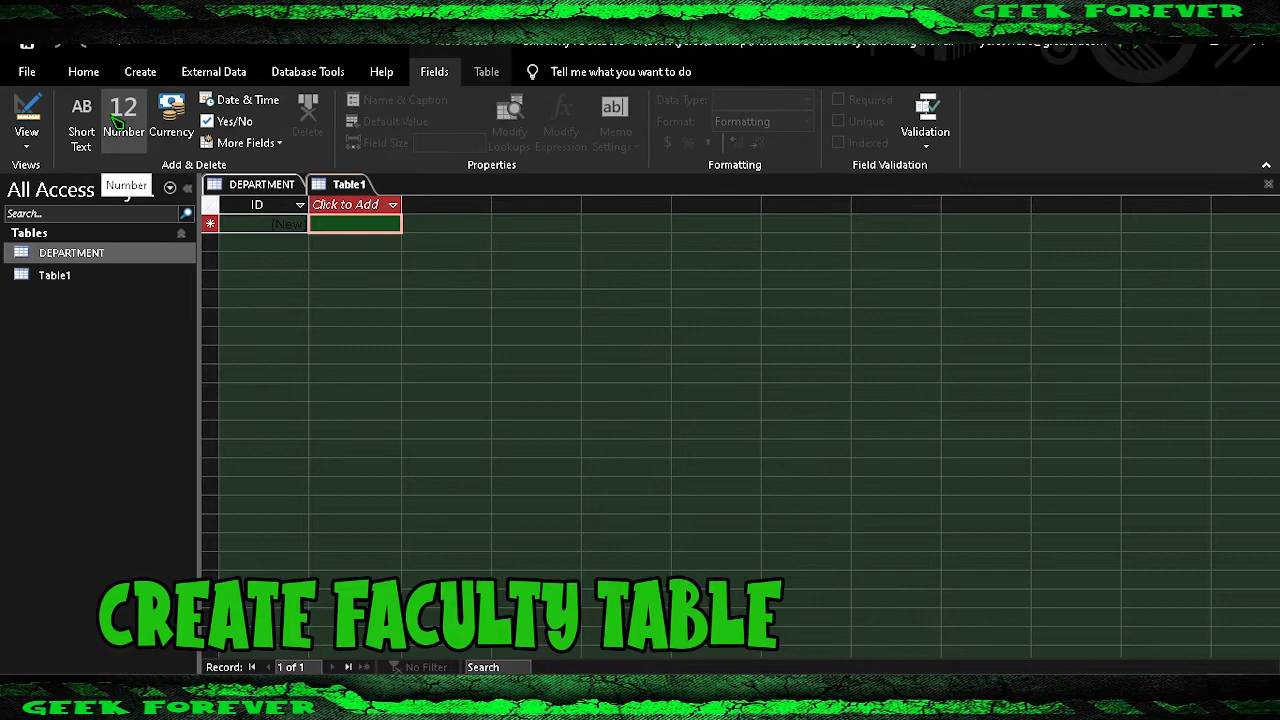 GEEK FOREVER
File Home Create External Data Database Tools Help Fields Table Tell me what you want to do
AB 12 Date & Time Name & Caption ab| Data Type: Required
View Short Text Number Currency Yes/No Delete Default Value Modify Lookups Modify Expression Memo Settings Format: Formatting Unique Validation
More Fields Field Size $ % Indexed
Views Add & Delete Properties Formatting Field Validation
All Access Number DEPARTMENT Table1
Search... ID Click to Add
Tables (New
DEPARTMENT
Table1
CREATE FACULTY TABLE
Record: 1 of 1 No Filter Search
GEEK FOREVER